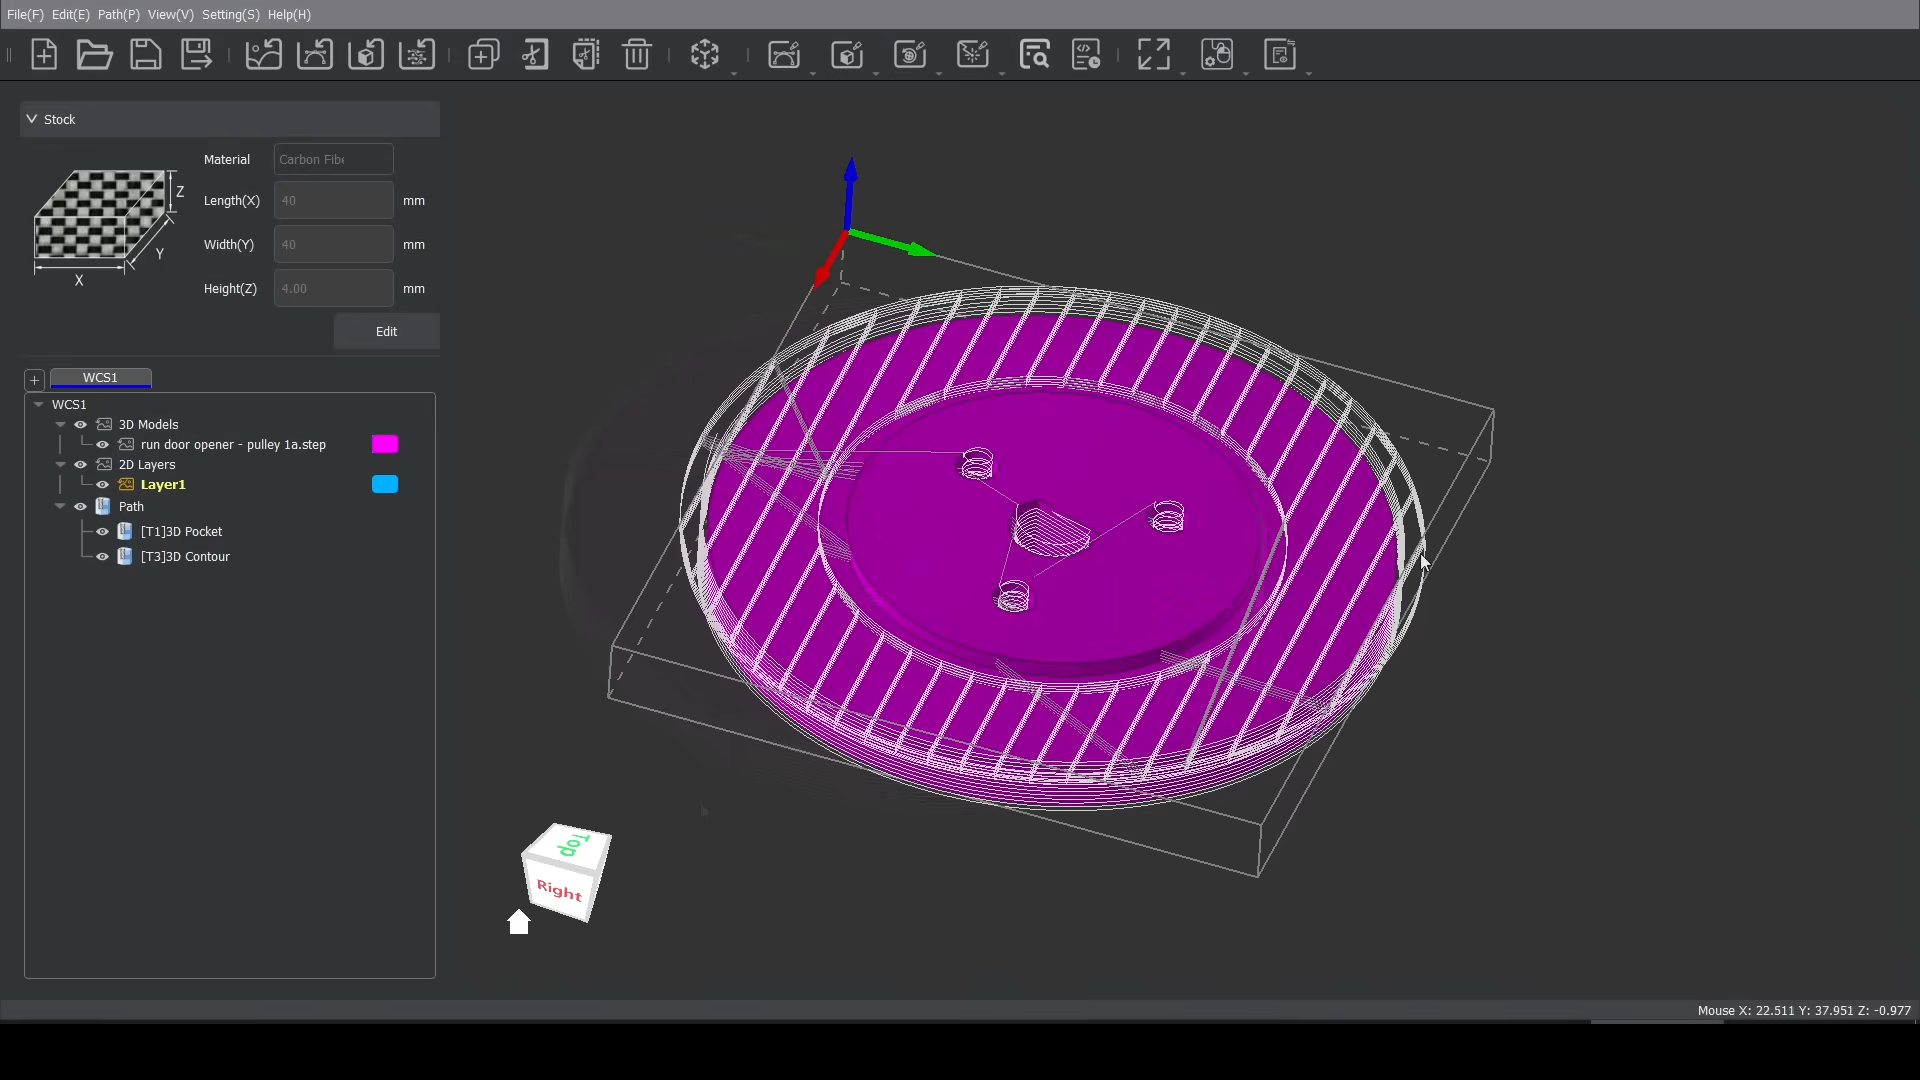 File(F) Edit(E) Path(P) View(V) Setting(S) Help(H)
Stock
Material Carbon Fibe
Length(X) 40 mm
Width(Y) 40 mm
Height(Z) 4.00 mm
Z
Y
X
Edit
+ WCS1
WCS1
3D Models
run door opener - pulley 1a.step
2D Layers
Layer1
Path
[T1]3D Pocket
[T3]3D Contour
Top
Right
Mouse X: 22.511 Y: 37.951 Z: -0.977